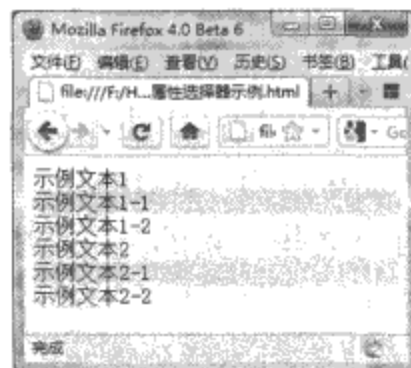 Mozilla Firefox 4.0 Beta 6
文件(F) 编辑(E) 查看(V) 历史(S) 书签(B) 工具(
file:///F:/H...属性选择器示例.html
示例文本1
示例文本1-1
示例文本1-2
示例文本2
示例文本2-1
示例文本2-2
完成